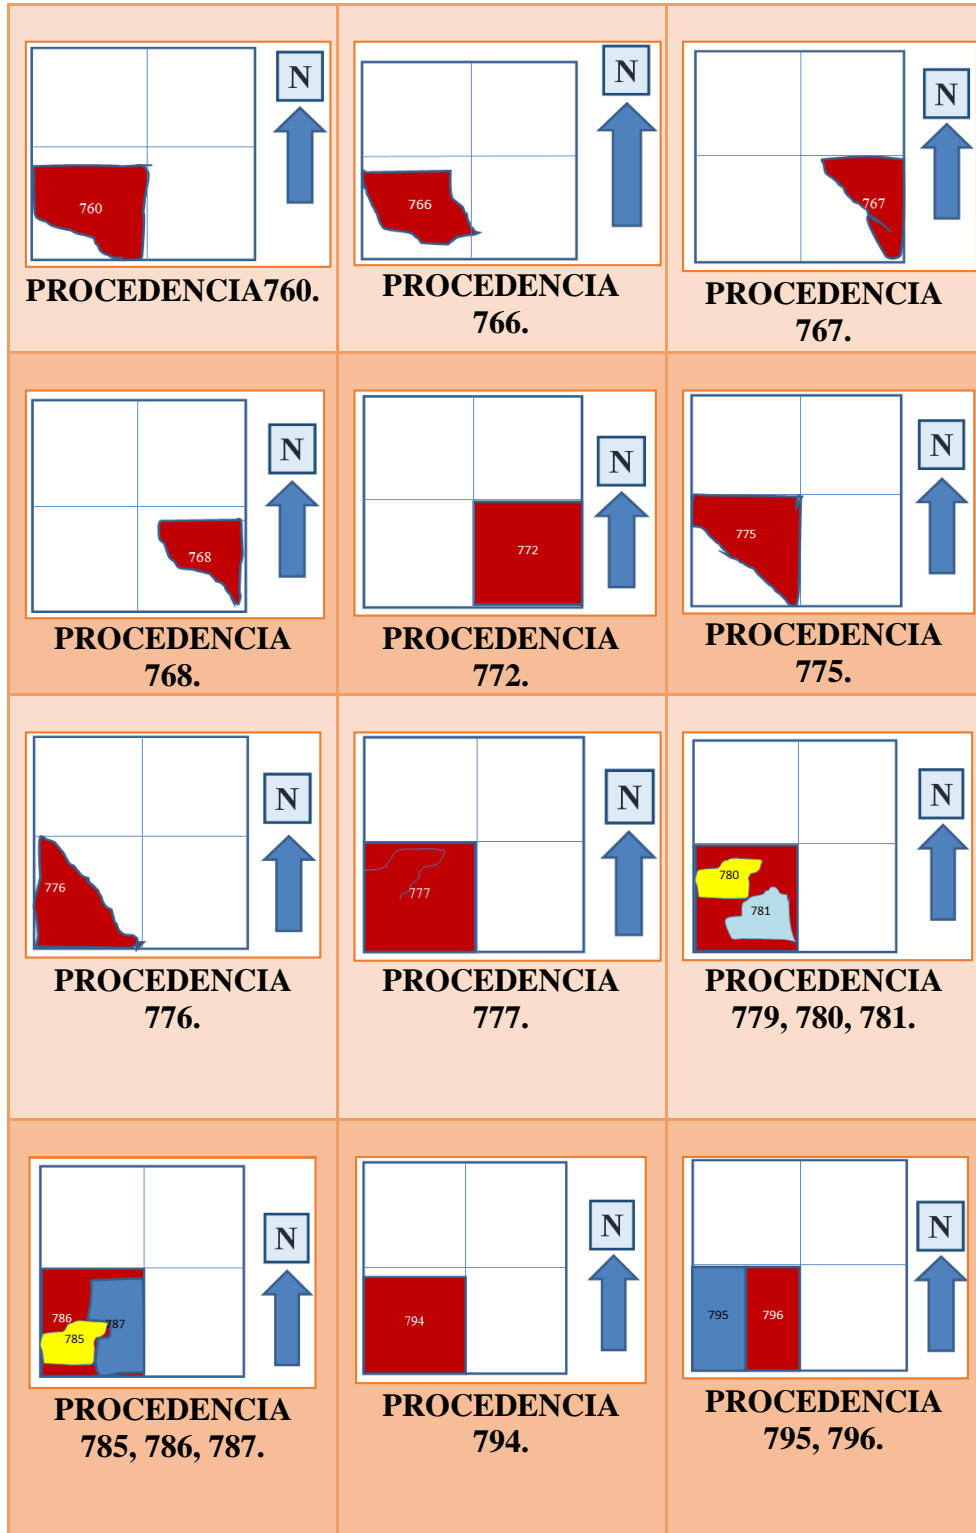 N
N
N
760
766
767
PROCEDENCIA760.
PROCEDENCIA
766.
PROCEDENCIA
767.
N
N
N
768
772
775
PROCEDENCIA
768.
PROCEDENCIA
772.
PROCEDENCIA
775.
N
N
N
776
777
780
781
PROCEDENCIA
776.
PROCEDENCIA
777.
PROCEDENCIA
779, 780, 781.
N
N
N
786
787
785
794
795
796
PROCEDENCIA
785, 786, 787.
PROCEDENCIA
794.
PROCEDENCIA
795, 796.